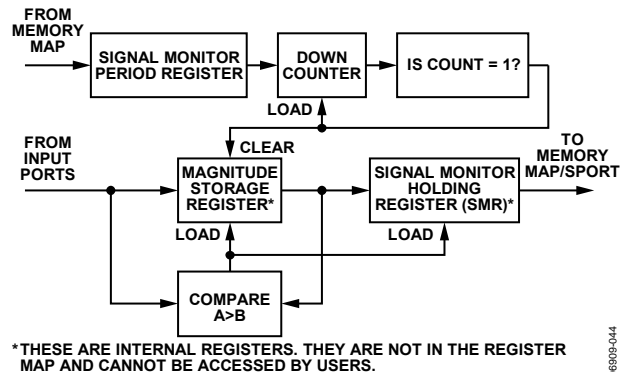 FROM
MEMORY
MAP
SIGNAL MONITOR
PERIOD REGISTER
DOWN
COUNTER
IS COUNT = 1?
LOAD
CLEAR
FROM
INPUT
PORTS
MAGNITUDE
STORAGE
REGISTER*
SIGNAL MONITOR
HOLDING
REGISTER (SMR)*
TO
MEMORY
MAP/SPORT
LOAD
LOAD
COMPARE
A>B
*THESE ARE INTERNAL REGISTERS. THEY ARE NOT IN THE REGISTER
MAP AND CANNOT BE ACCESSED BY USERS.